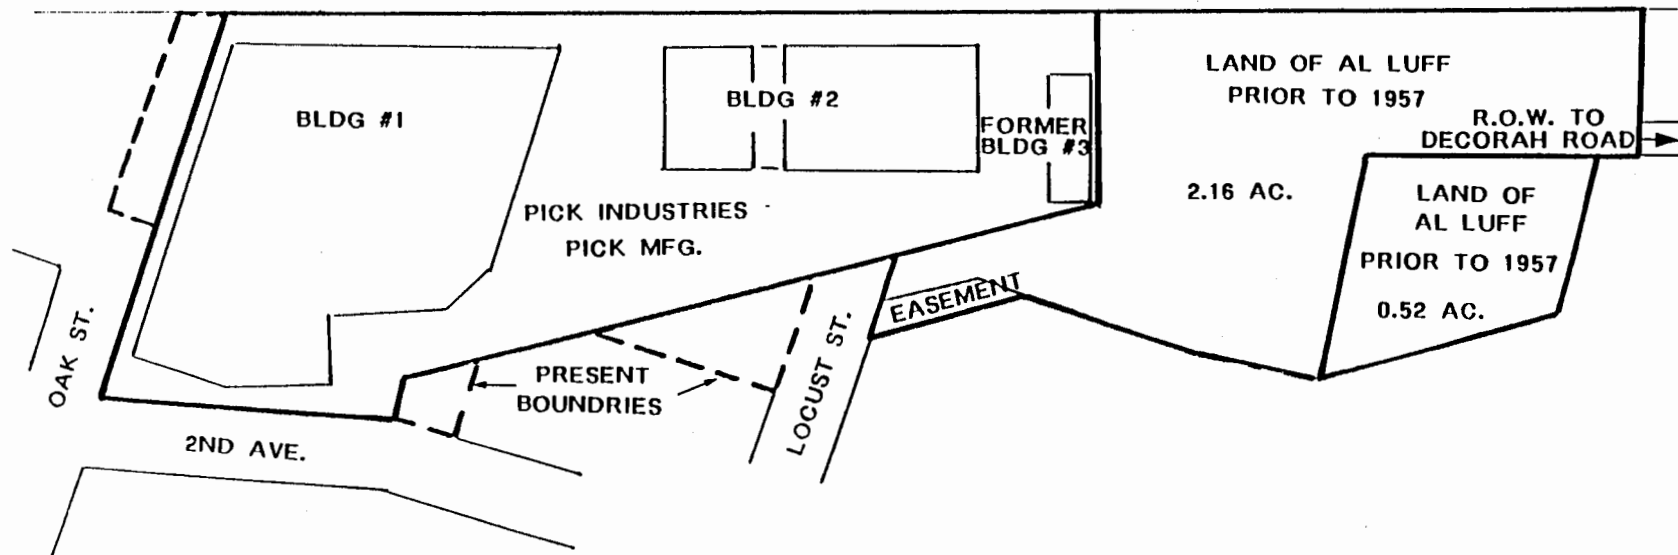 BLDG #1
BLDG #2
FORMER
BLDG #3
LAND OF AL LUFF
PRIOR TO 1957
R.O.W. TO
DECORAH ROAD
2.16 AC.
LAND OF
AL LUFF
PRIOR TO 1957
0.52 AC.
PICK INDUSTRIES
PICK MFG.
EASEMENT
OAK ST.
PRESENT
BOUNDRIES
LOCUST ST.
2ND AVE.